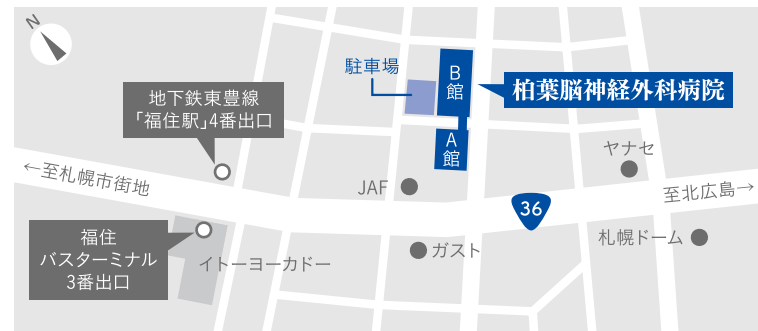 N
駐車場
B
館
柏葉脳神経外科病院
地下鉄東豊線
「福住駅」4番出口
A
館
ヤナセ
←至札幌市街地
JAF
至北広島→
36
福住
バスターミナル
3番出口
イトーヨーカドー
ガスト
札幌ドーム